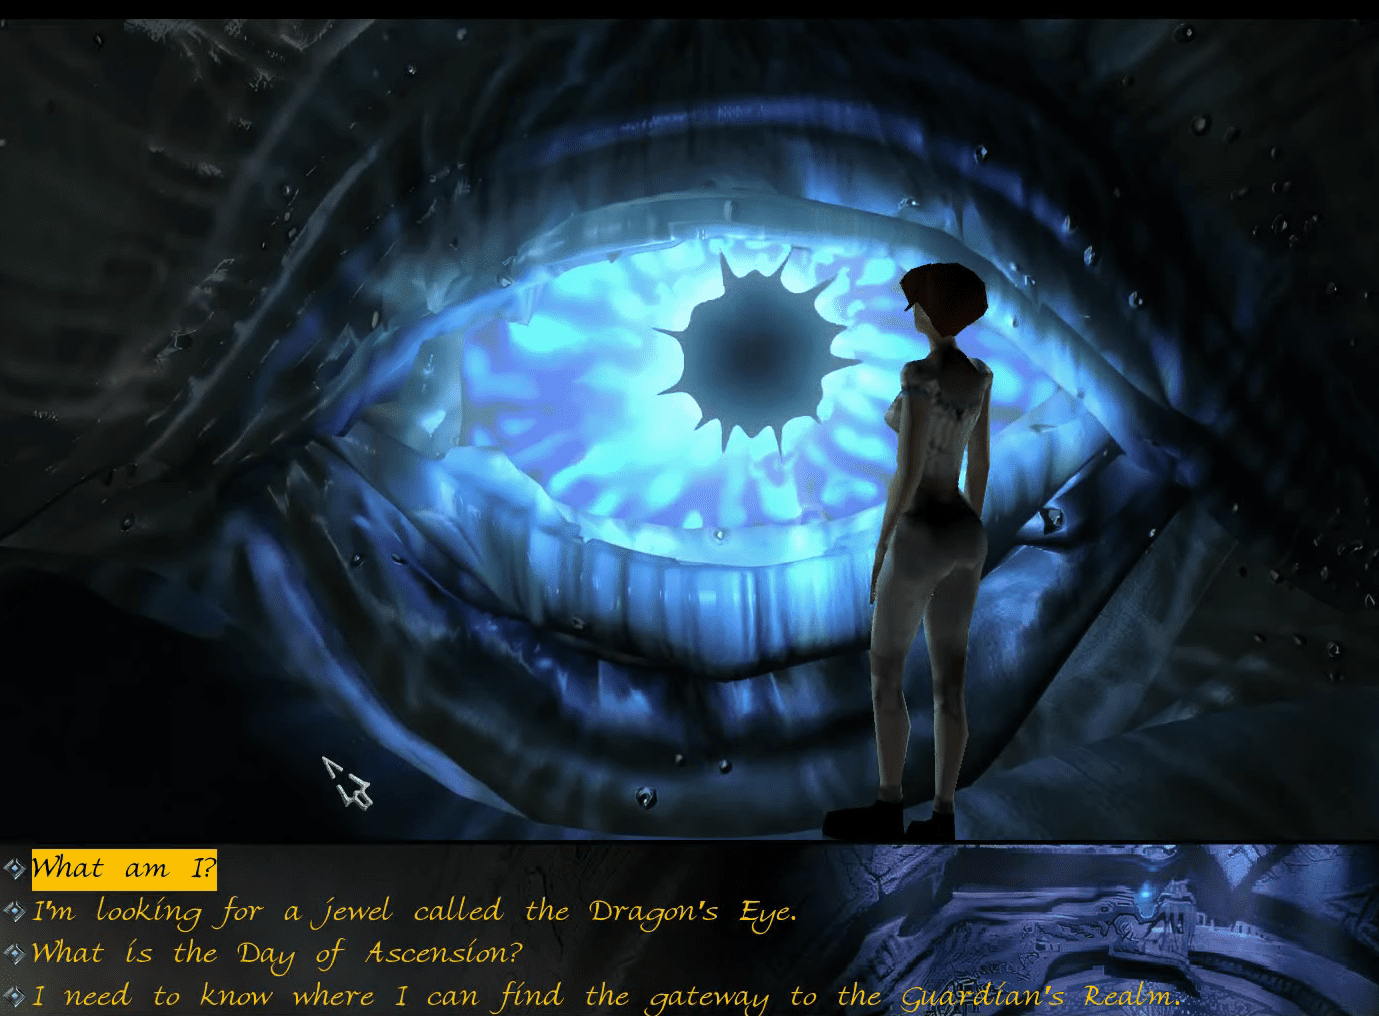 What am I?
I'm looking for a jewel called the Dragon's Eye.
What is the Day of Ascension?
I need to know where I can find the gateway to the Guardian's Realm.